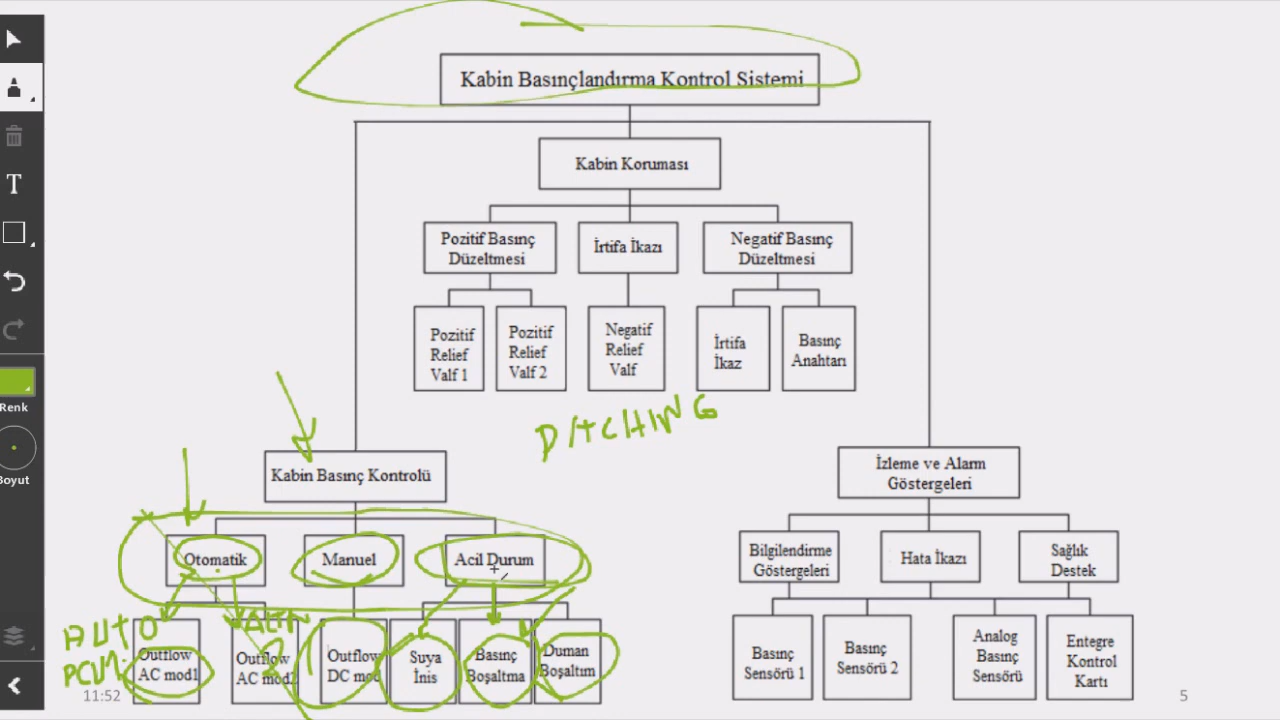 Kabin Basınçlandırma Kontrol Sistemi
Kabin Koruması
Pozitif Basınç
Düzeltmesi
İrtifa İkazı
Negatif Basınç
Düzeltmesi
Pozitif
Relief
Valf 1
Pozitif
Relief
Valf 2
Negatif
Relief
Valf
İrtifa
İkaz
Basınç
Anahtarı
DITCHING
Kabin Basınç Kontrolü
Otomatik
Manuel
Acil Durum
AUTO
ALTN
PCM
Outflow
AC mod1
Outflow
AC mod2
Outflow
DC mod
Suya
İnis
Basınç
Boşaltma
Duman
Boşaltım
İzleme ve Alarm
Göstergeleri
Bilgilendirme
Göstergeleri
Hata İkazı
Sağlık
Destek
Basınç
Sensörü 1
Basınç
Sensörü 2
Analog
Basınç
Sensörü
Entegre
Kontrol
Kartı
T
Renk
Boyut
11:52
5